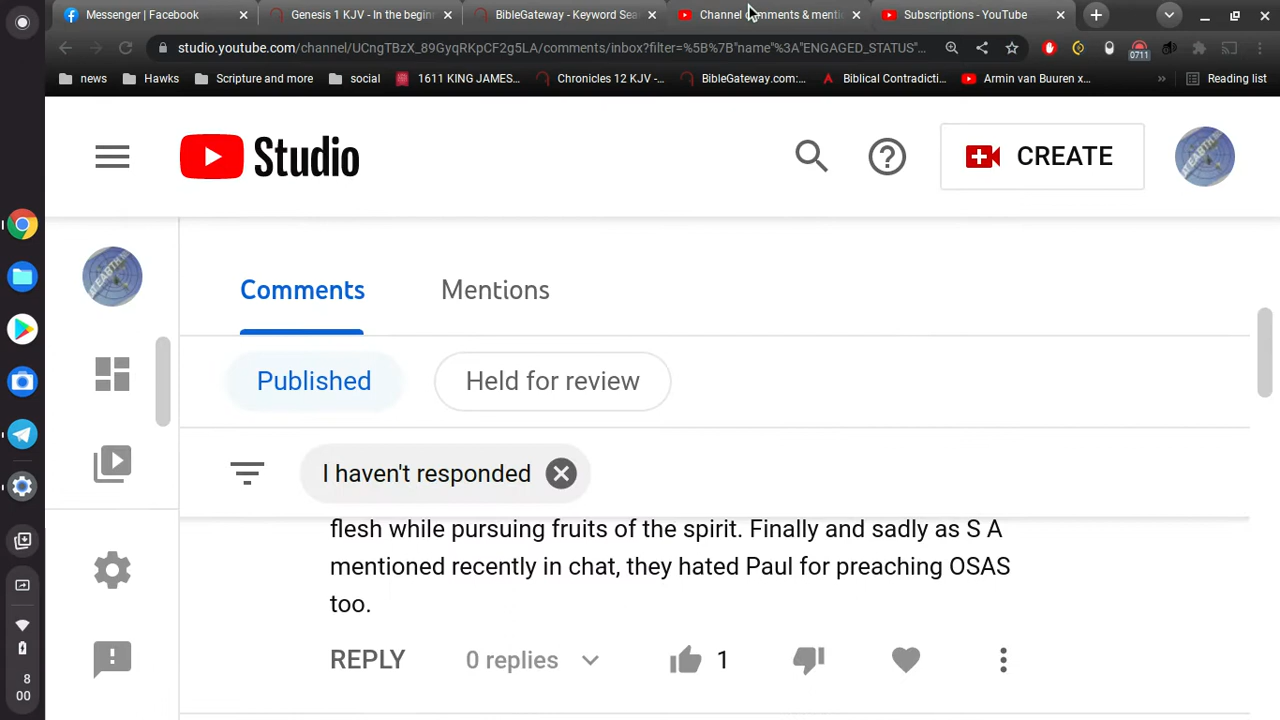 Messenger | Facebook
Genesis 1 KJV - In the beginn
BibleGateway - Keyword Sea
Channel comments & menti
Subscriptions - YouTube
studio.youtube.com/channel/UCngTBzX_89GyqRKpCF2g5LA/comments/inbox?filter=%5B%7B"name"%3A"ENGAGED_STATUS"...
0711
news
Hawks
Scripture and more
social
1611 KING JAMES...
Chronicles 12 KJV -...
BibleGateway.com:...
Biblical Contradicti...
Armin van Buuren x...
»
Reading list
Studio
CREATE
Comments
Mentions
Published
Held for review
I haven't responded
flesh while pursuing fruits of the spirit. Finally and sadly as S A
mentioned recently in chat, they hated Paul for preaching OSAS
too.
REPLY
0 replies
1
8
00